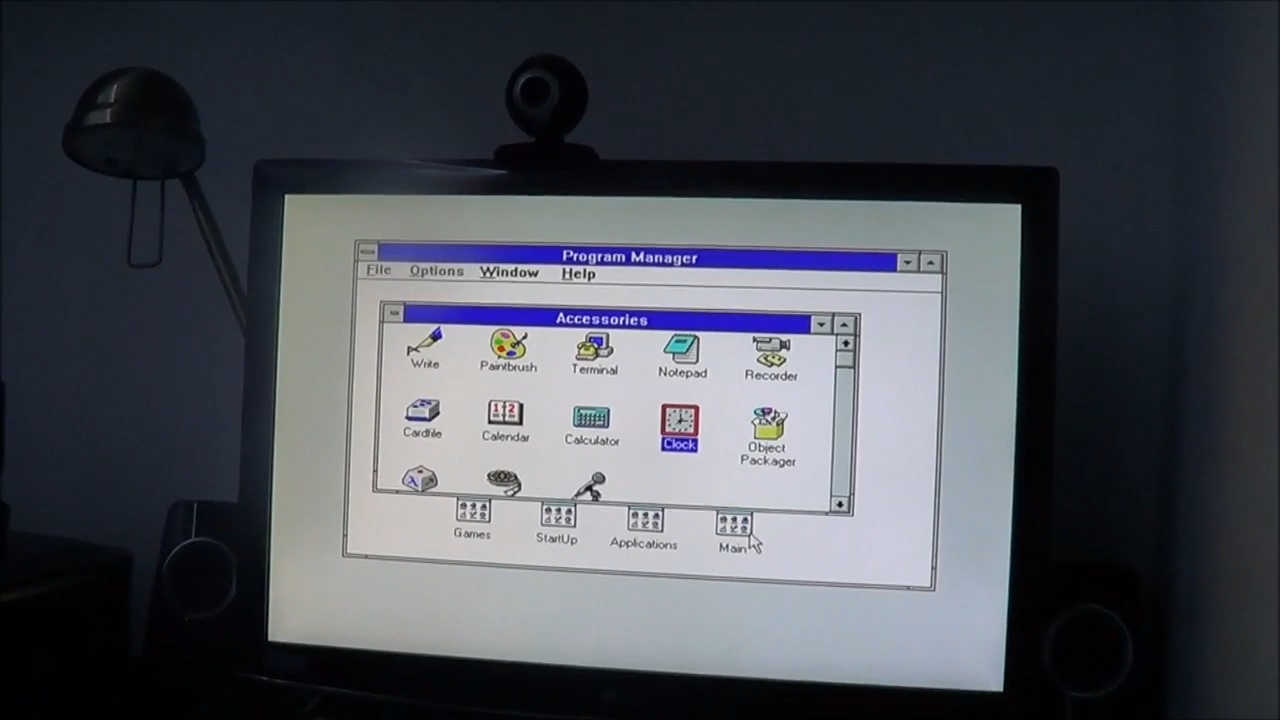 Program Manager
File Options Window Help
Accessories
Write Paintbrush Terminal Notepad Recorder
Cardfile Calendar Calculator Clock Object Packager
Games StartUp Applications Main